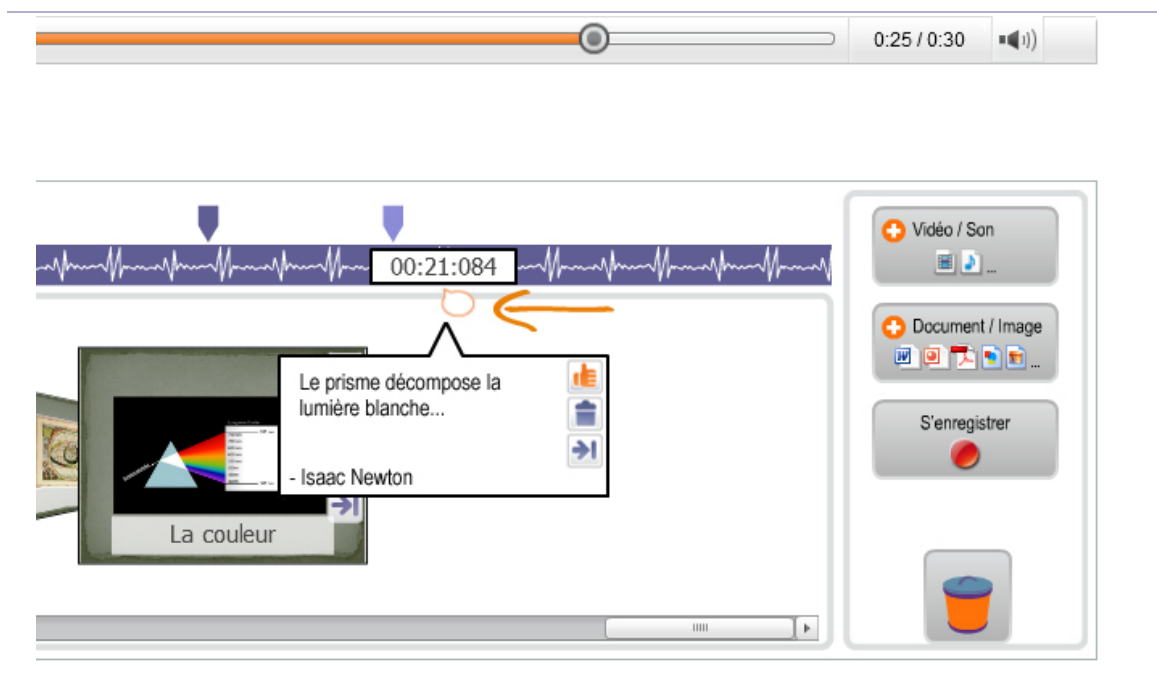 0:25 / 0:30
00:21:084
Vidéo / Son
...
Document / Image
...
S'enregistrer
Le prisme décompose la
lumière blanche...
- Isaac Newton
La couleur